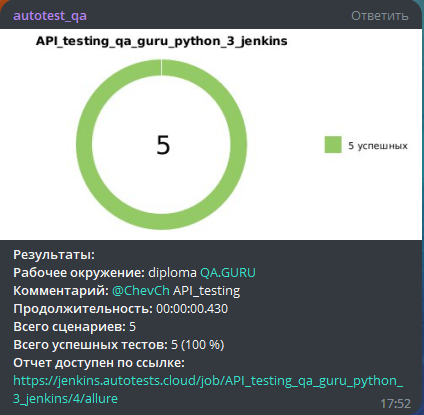 autotest_qa
Ответить
API_testing_qa_guru_python_3_jenkins
5
5 успешных
Результаты:
Рабочее окружение: diploma QA.GURU
Комментарий: @ChevCh API_testing
Продолжительность: 00:00:00.430
Всего сценариев: 5
Всего успешных тестов: 5 (100 %)
Отчет доступен по ссылке:
https://jenkins.autotests.cloud/job/API_testing_qa_guru_python_
3_jenkins/4/allure
17:52